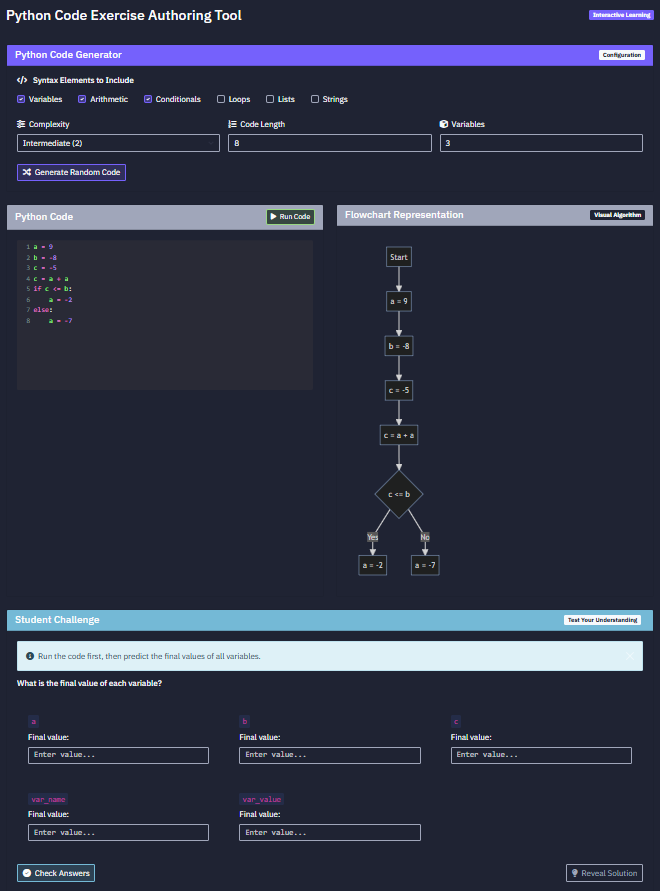 Python Code Exercise Authoring Tool
Interactive Learning
Python Code Generator
Configuration
</> Syntax Elements to Include
Variables Arithmetic Conditionals Loops Lists Strings
Complexity Code Length Variables
Intermediate (2) 8 3
Generate Random Code
Python Code
Run Code
1 a = 9
2 b = -8
3 c = -5
4 c = a + a
5 if c <= b:
6 a = -2
7 else:
8 a = -7
Flowchart Representation
Visual Algorithm
Start
a = 9
b = -8
c = -5
c = a + a
c <= b
Yes No
a = -2 a = -7
Student Challenge
Test Your Understanding
Run the code first, then predict the final values of all variables.
What is the final value of each variable?
a b c
Final value: Final value: Final value:
Enter value... Enter value... Enter value...
var_name var_value
Final value: Final value:
Enter value... Enter value...
Check Answers
Reveal Solution